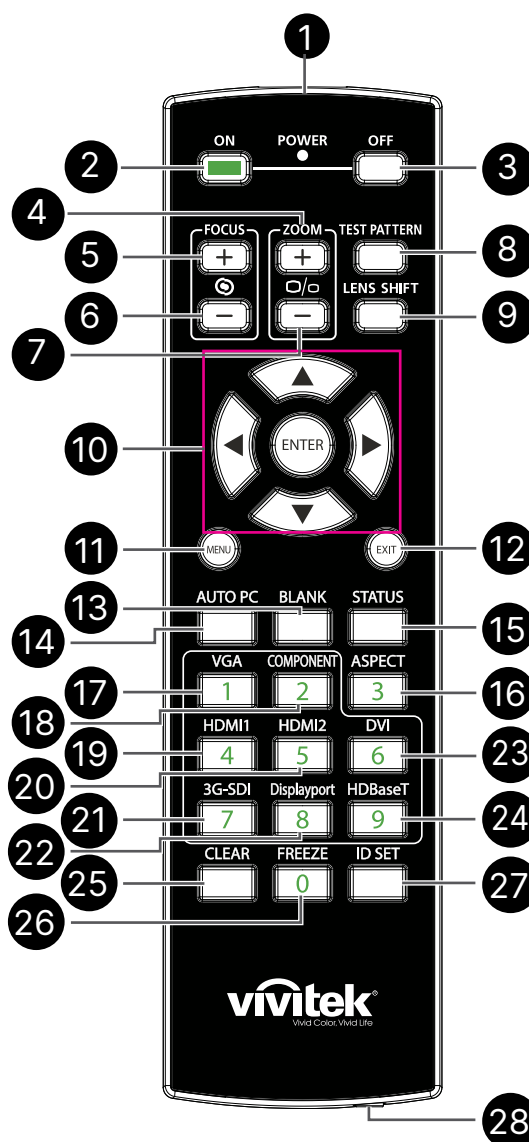 1
ON POWER OFF
2 3
4
FOCUS ZOOM TEST PATTERN
5 + + 8
LENS SHIFT
6 − − 9
7
10 ENTER
11 MENU EXIT 12
13
AUTO PC BLANK STATUS
14 15
VGA COMPONENT ASPECT
17 1 2 3 16
18
HDMI1 HDMI2 DVI
19 4 5 6 23
20
3G-SDI Displayport HDBaseT
21 7 8 9 24
22
CLEAR FREEZE ID SET
25 0 27
26
vivitek®
Vivid Color, Vivid Life
28